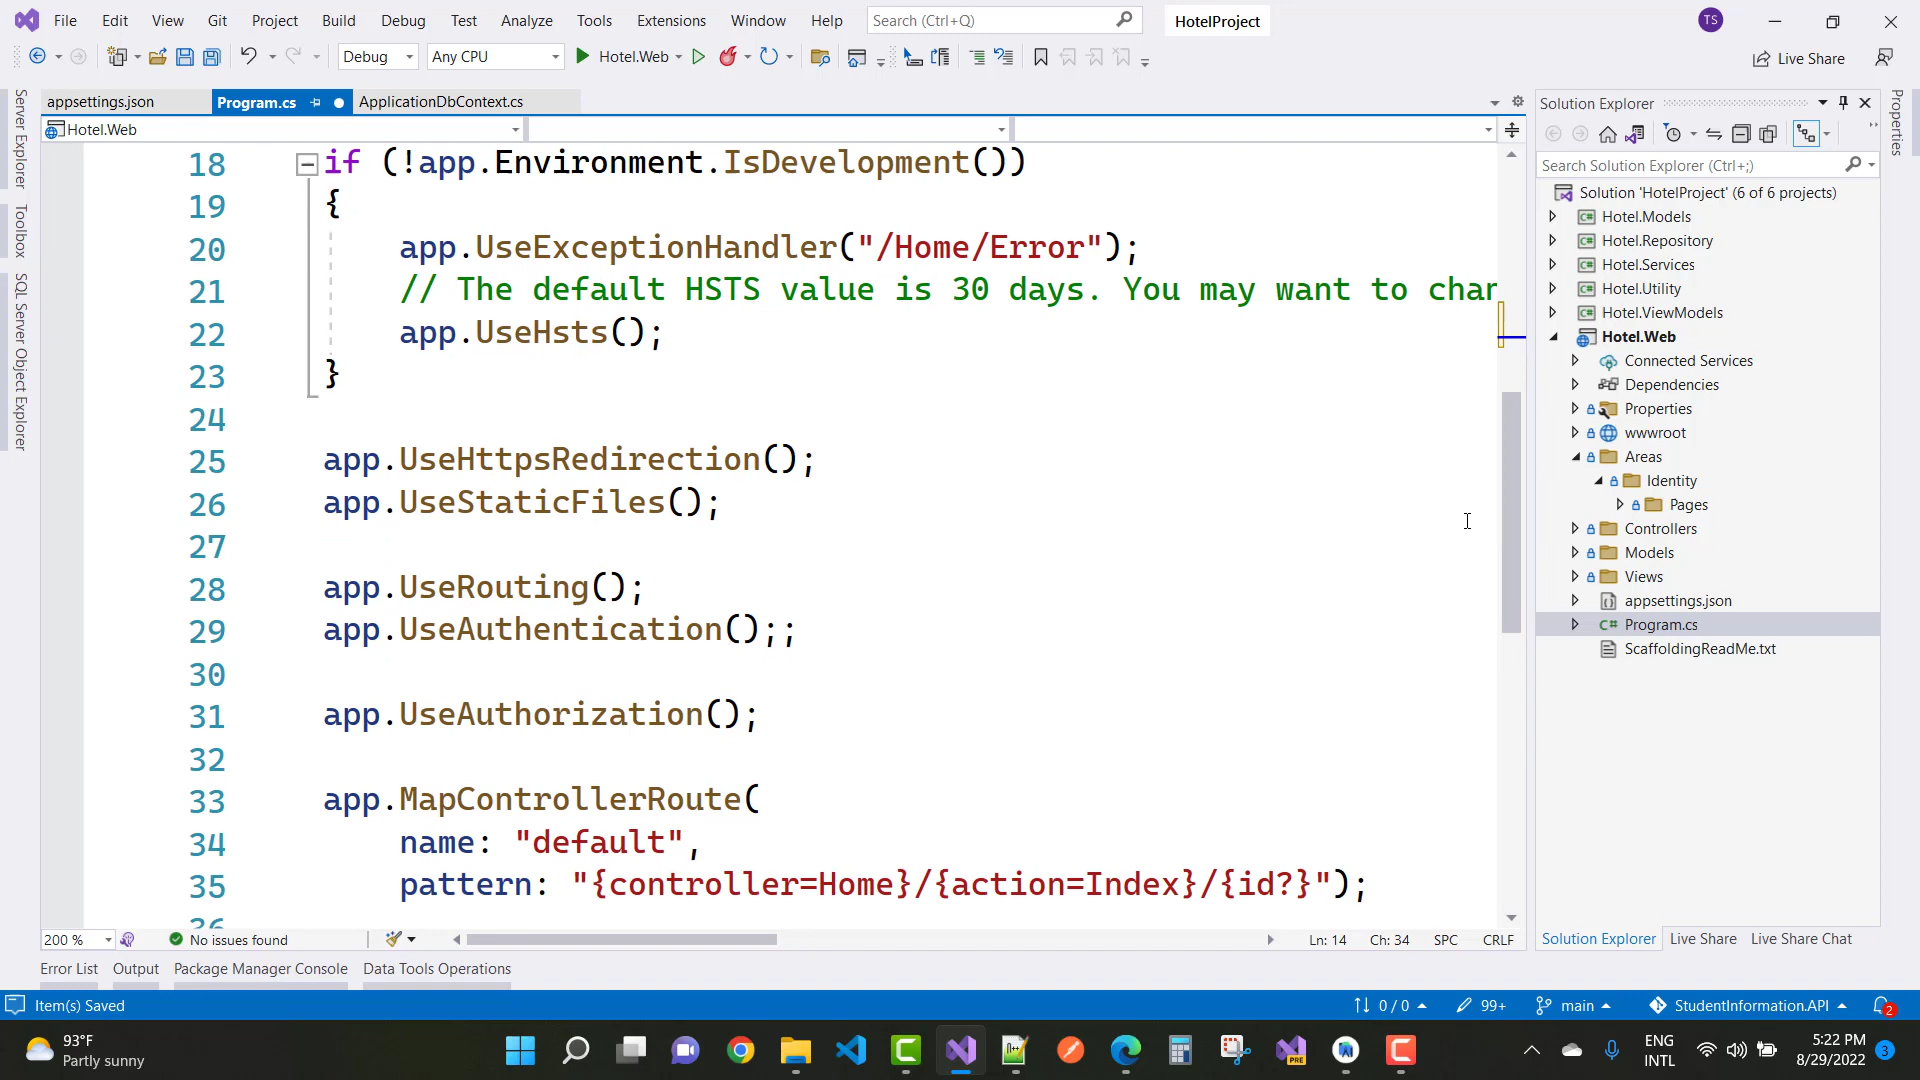 File Edit View Git Project Build Debug Test Analyze Tools Extensions Window Help Search (Ctrl+Q) HotelProject TS
Debug Any CPU Hotel.Web Live Share
appsettings.json Program.cs ApplicationDbContext.cs
Hotel.Web
18 if (!app.Environment.IsDevelopment())
19 {
20 app.UseExceptionHandler("/Home/Error");
21 // The default HSTS value is 30 days. You may want to chan
22 app.UseHsts();
23 }
24
25 app.UseHttpsRedirection();
26 app.UseStaticFiles();
27
28 app.UseRouting();
29 app.UseAuthentication();;
30
31 app.UseAuthorization();
32
33 app.MapControllerRoute(
34 name: "default",
35 pattern: "{controller=Home}/{action=Index}/{id?}");
36
200 % No issues found Ln: 14 Ch: 34 SPC CRLF
Error List Output Package Manager Console Data Tools Operations
Server Explorer
Toolbox
SQL Server Object Explorer
Solution Explorer
Search Solution Explorer (Ctrl+;)
Solution 'HotelProject' (6 of 6 projects)
Hotel.Models
Hotel.Repository
Hotel.Services
Hotel.Utility
Hotel.ViewModels
Hotel.Web
Connected Services
Dependencies
Properties
wwwroot
Areas
Identity
Pages
Controllers
Models
Views
appsettings.json
C# Program.cs
ScaffoldingReadMe.txt
Solution Explorer Live Share Live Share Chat
Properties
Item(s) Saved 0 / 0 99+ main StudentInformation.API 2
93°F
Partly sunny
PRE
ENG
INTL
5:22 PM
8/29/2022
3